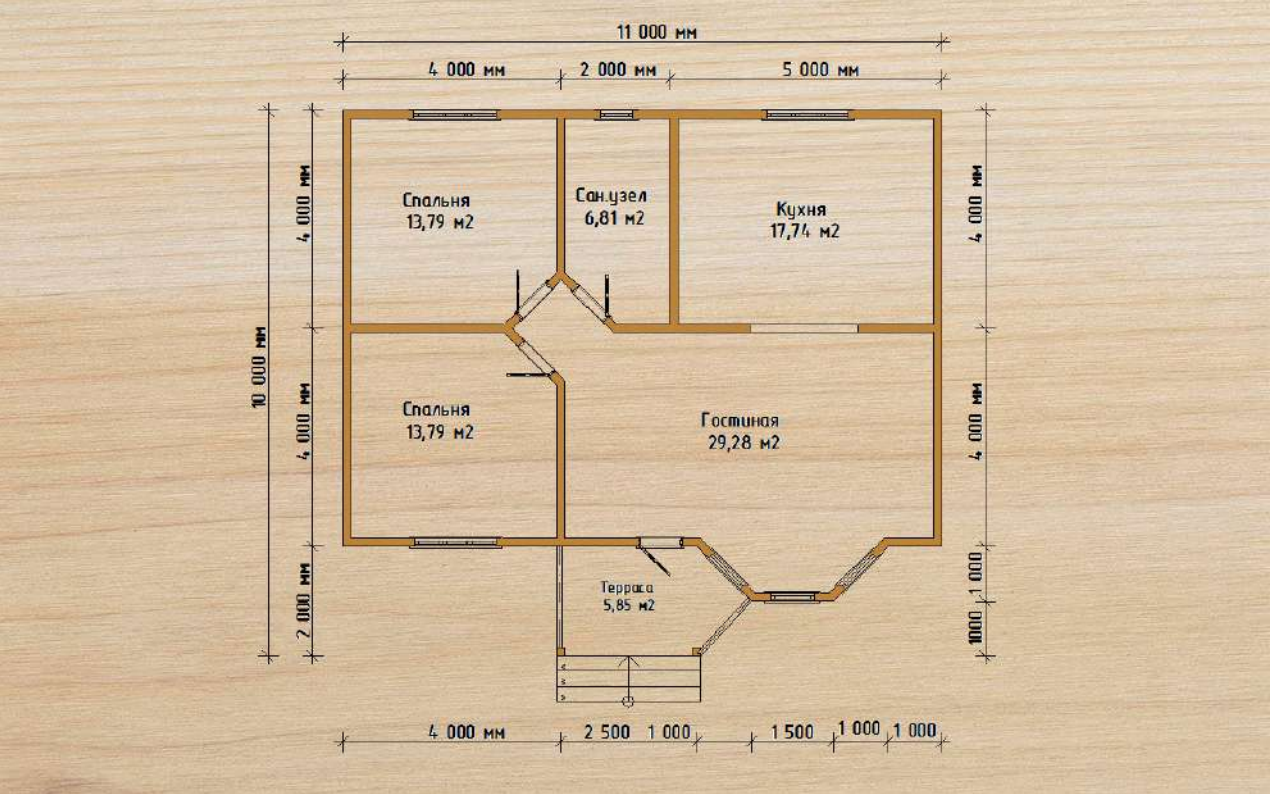 11 000 мм
4 000 мм 2 000 мм 5 000 мм
4 000 мм
4 000 мм
Спальня
13,79 м2
Сан.узел
6,81 м2
Кухня
17,74 м2
10 000 мм
4 000 мм
4 000 мм
Спальня
13,79 м2
Гостиная
29,28 м2
2 000 мм
1 000
1000
Терраса
5,85 м2
4 000 мм 2 500 1 000 1 500 1 000 1 000